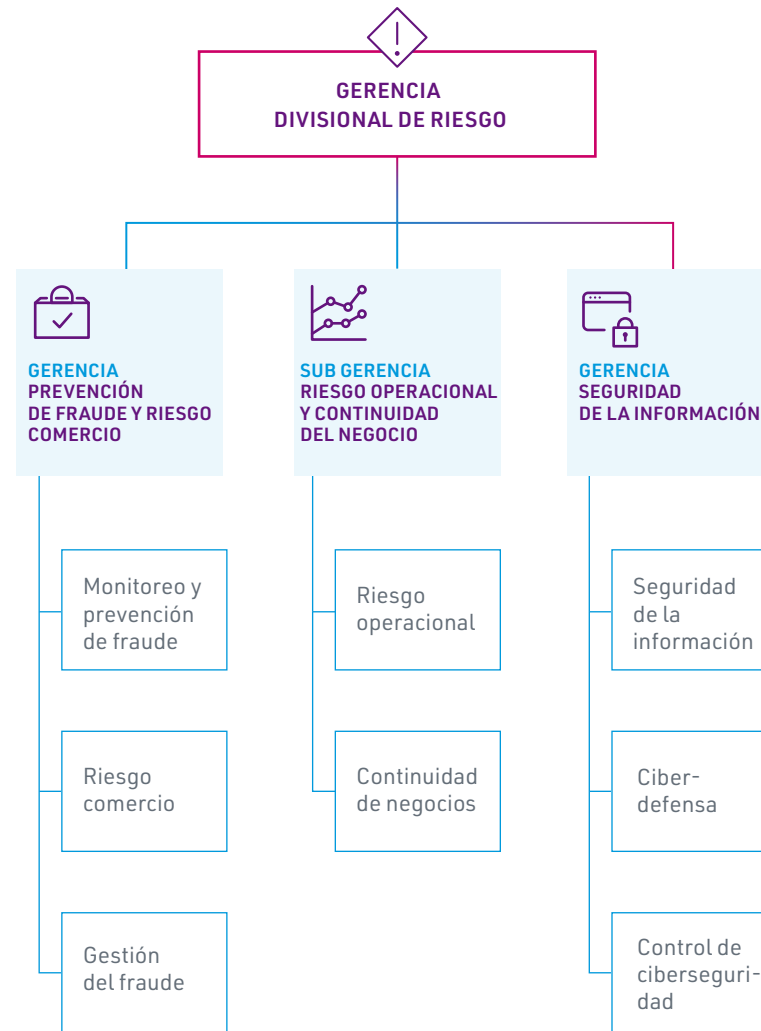 GERENCIA
DIVISIONAL DE RIESGO
GERENCIA
PREVENCIÓN
DE FRAUDE Y RIESGO
COMERCIO
SUB GERENCIA
RIESGO OPERACIONAL
Y CONTINUIDAD
DEL NEGOCIO
GERENCIA
SEGURIDAD
DE LA INFORMACIÓN
Monitoreo y
prevención
de fraude
Riesgo
comercio
Gestión
del fraude
Riesgo
operacional
Continuidad
de negocios
Seguridad
de la
información
Ciber-
defensa
Control de
ciberseguri-
dad